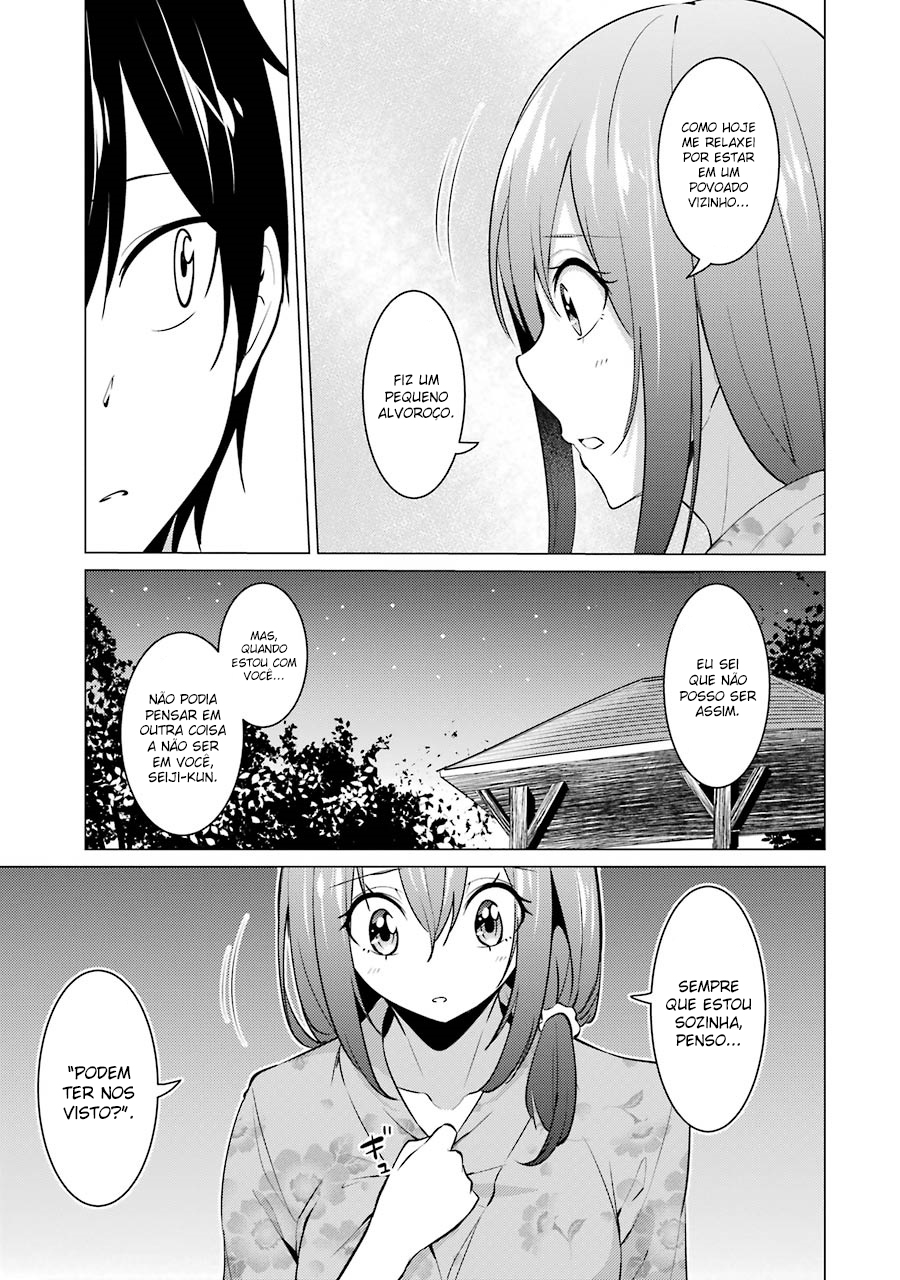 COMO HOJE
ME RELAXEI
POR ESTAR
EM UM
POVOADO
VIZINHO...
FIZ UM
PEQUENO
ALVOROÇO.
EU SEI
QUE NÃO
POSSO SER
ASSIM.
MAS,
QUANDO
ESTOU COM
VOCÊ...
NÃO PODIA
PENSAR EM
OUTRA COISA
A NÃO SER
EM VOCÊ,
SEIJI-KUN.
SEMPRE
QUE ESTOU
SOZINHA,
PENSO...
"PODEM
TER NOS
VISTO?".
ギュ